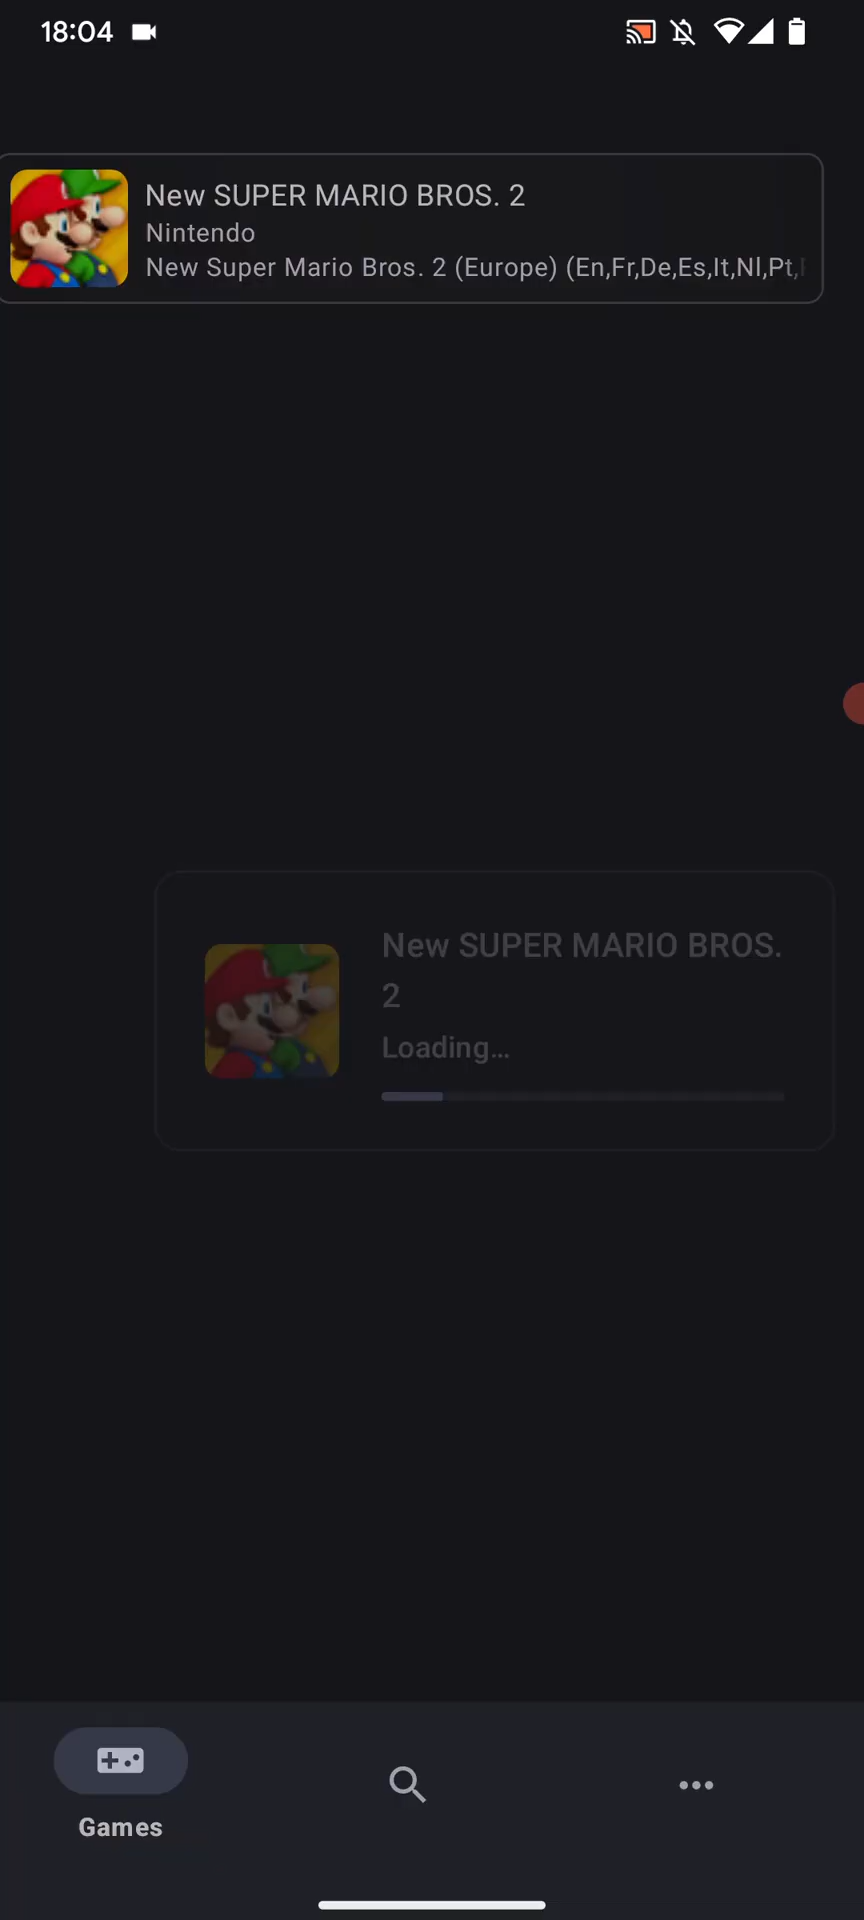 18:04
New SUPER MARIO BROS. 2
Nintendo
New Super Mario Bros. 2 (Europe) (En,Fr,De,Es,It,Nl,Pt,
New SUPER MARIO BROS.
2
Loading...
Games